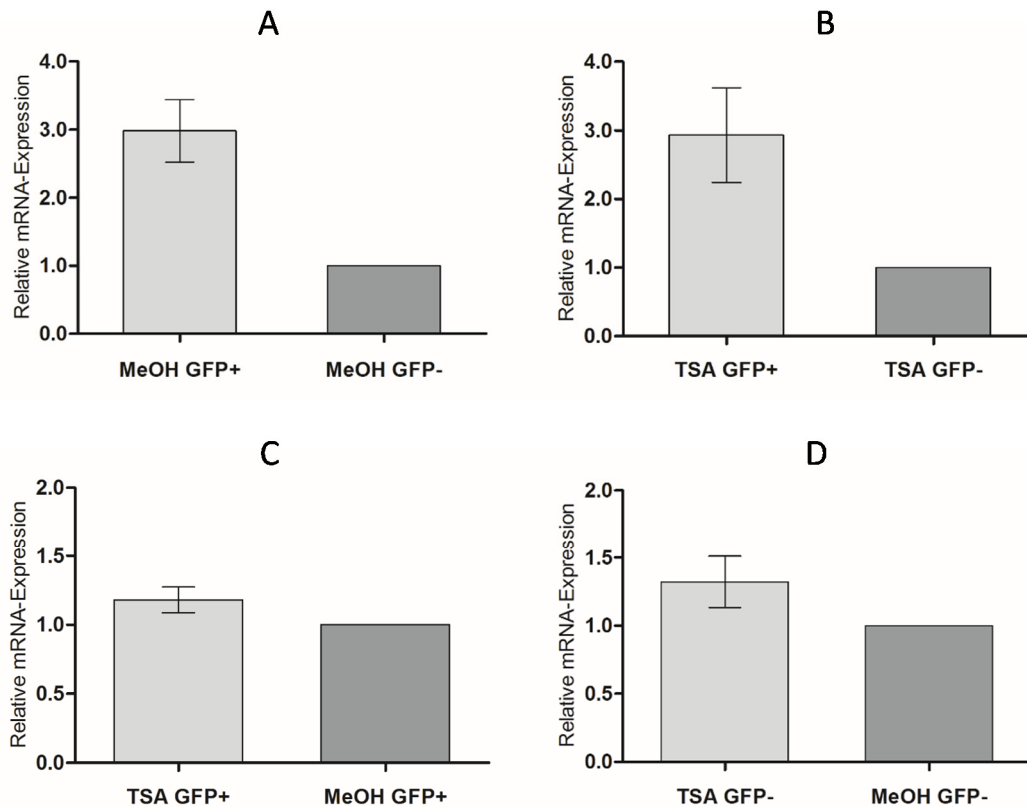 A
Relative mRNA-Expression
4.0
3.0
2.0
1.0
0.0
MeOH GFP+ MeOH GFP-
B
Relative mRNA-Expression
4.0
3.0
2.0
1.0
0.0
TSA GFP+ TSA GFP-
C
Relative mRNA-Expression
2.0
1.5
1.0
0.5
0.0
TSA GFP+ MeOH GFP+
D
Relative mRNA-Expression
2.0
1.5
1.0
0.5
0.0
TSA GFP- MeOH GFP-